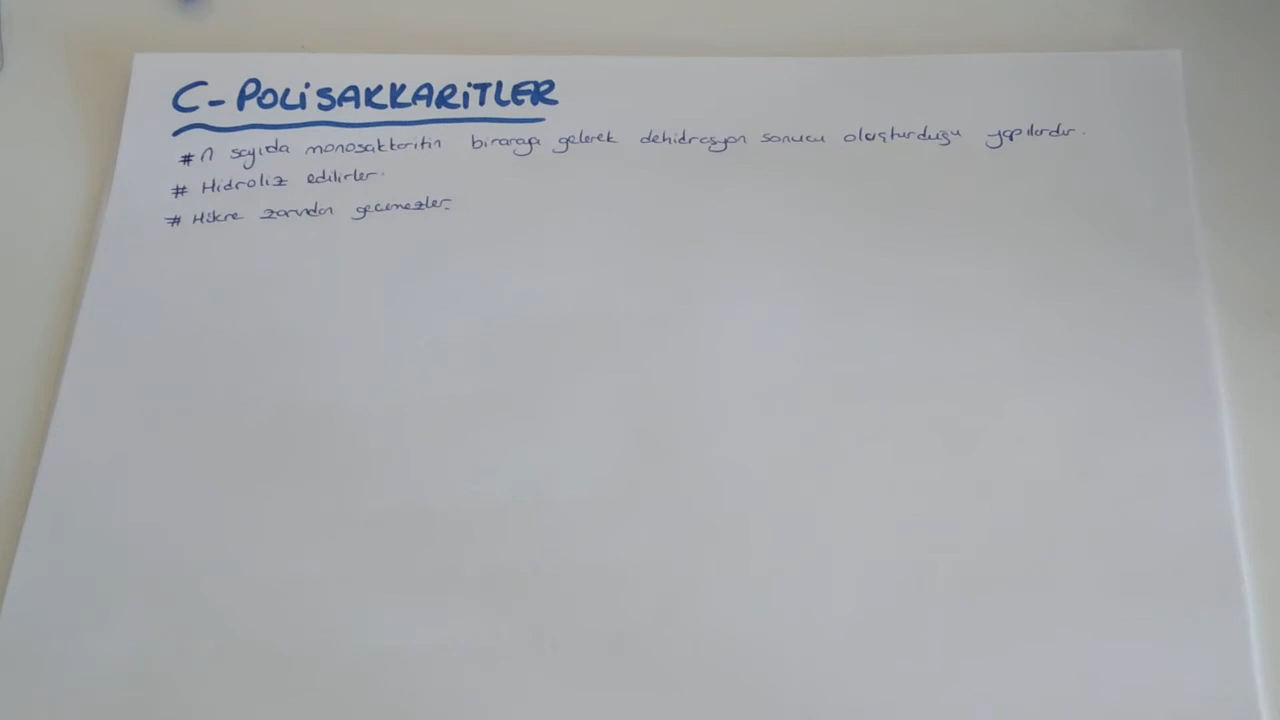 C- POLİSAKKARİTLER
# n sayıda monosakkaritin biraraya gelerek dehidrasyon sonucu oluşturduğu yapılardır.
# Hidroliz edilirler.
# Hücre zarından geçemezler.